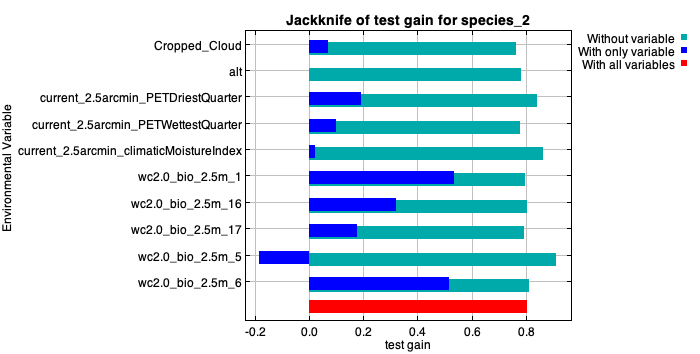 Jackknife of test gain for species_2
Without variable
With only variable
With all variables
Environmental Variable
Cropped_Cloud
alt
current_2.5arcmin_PETDriestQuarter
current_2.5arcmin_PETWettestQuarter
current_2.5arcmin_climaticMoistureIndex
wc2.0_bio_2.5m_1
wc2.0_bio_2.5m_16
wc2.0_bio_2.5m_17
wc2.0_bio_2.5m_5
wc2.0_bio_2.5m_6
-0.2 0.0 0.2 0.4 0.6 0.8
test gain